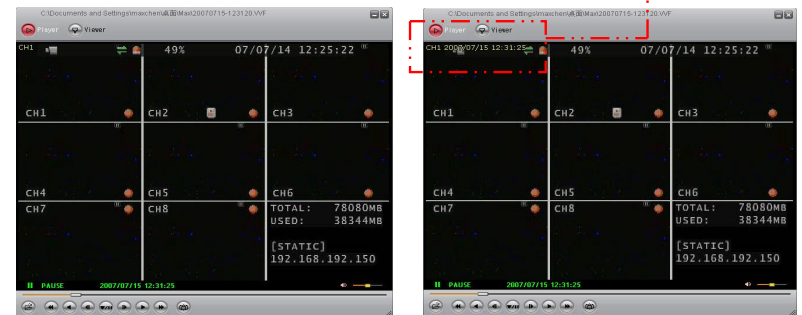 C:\Documents and Settings\maxchen\桌面\Max\20070715-123120.VVF
Player Viewer
CH1 49% 07/07/14 12:25:22
CH1 CH2 CH3
CH4 CH5 CH6
CH7 CH8 TOTAL: 78080MB
USED: 38344MB
[STATIC]
192.168.192.150
PAUSE 2007/07/15 12:31:25
C:\Documents and Settings\maxchen\桌面\Max\20070715-123120.VVF
Player Viewer
CH1 2007/07/15 12:31:25 49% 07/07/14 12:25:22
CH1 CH2 CH3
CH4 CH5 CH6
CH7 CH8 TOTAL: 78080MB
USED: 38344MB
[STATIC]
192.168.192.150
PAUSE 2007/07/15 12:31:25